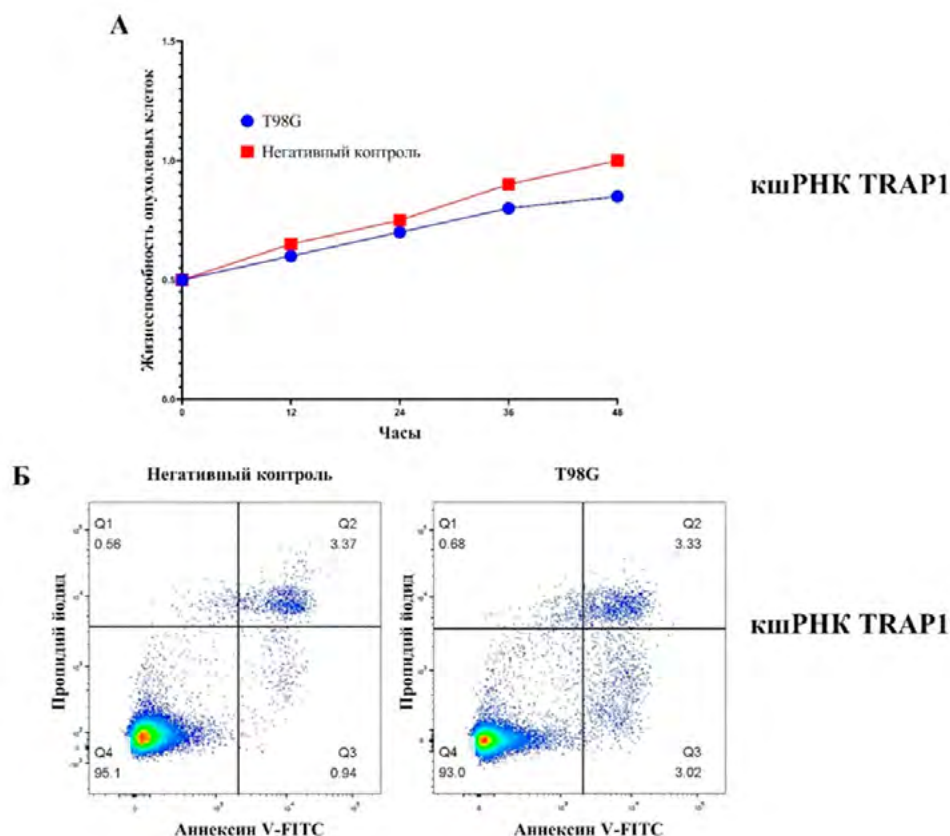 А
1.5
1.0
0.5
0.0
Жизнеспособность опухолевых клеток
T98G
Негативный контроль
0
12
24
36
48
Часы
кшРНК TRAP1
Б
Негативный контроль
T98G
Q1
0.56
Q2
3.37
Q4
95.1
Q3
0.94
Q1
0.68
Q2
3.33
Q4
93.0
Q3
3.02
Пропидий йодид
Пропидий йодид
Аннексин V-FITC
Аннексин V-FITC
кшРНК TRAP1